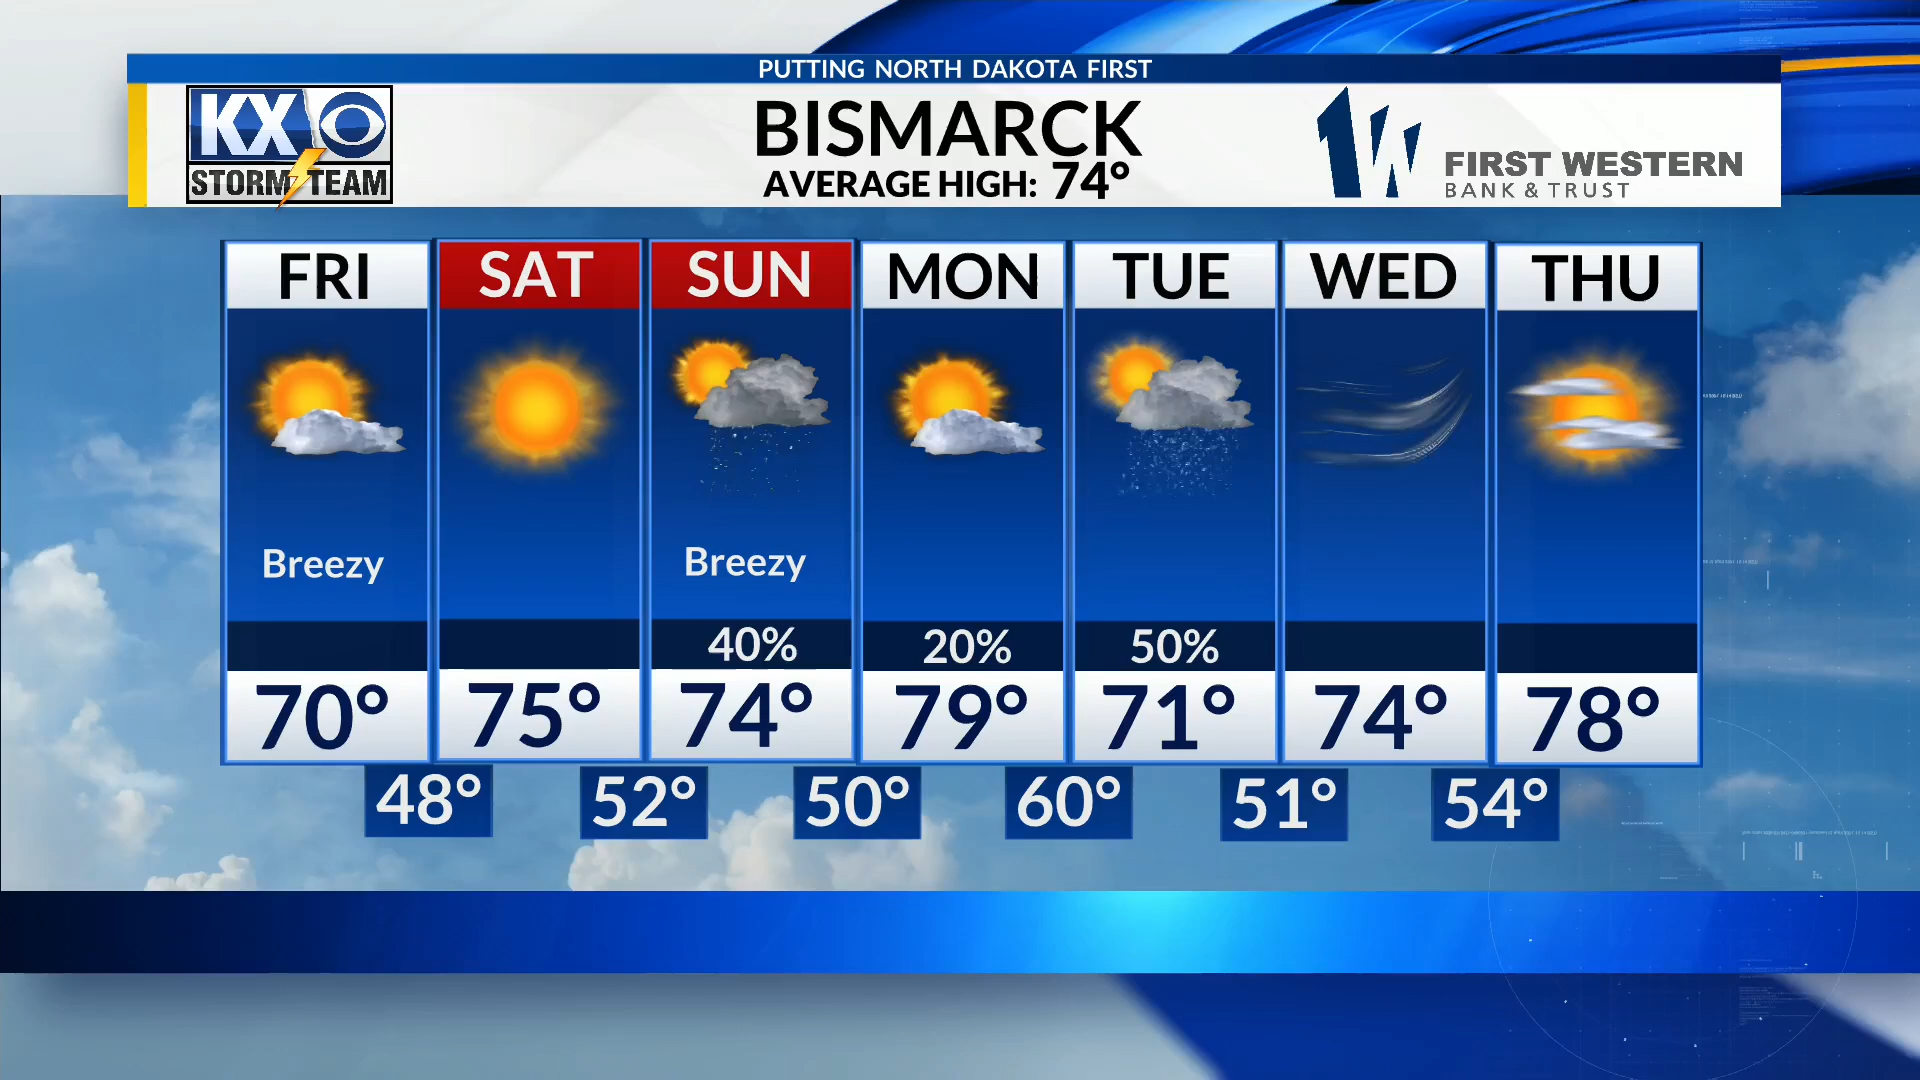 PUTTING NORTH DAKOTA FIRST
KX
STORM TEAM
BISMARCK
AVERAGE HIGH: 74°
1W
FIRST WESTERN
BANK & TRUST
FRI SAT SUN MON TUE WED THU
Breezy Breezy
40% 20% 50%
70° 75° 74° 79° 71° 74° 78°
48° 52° 50° 60° 51° 54°